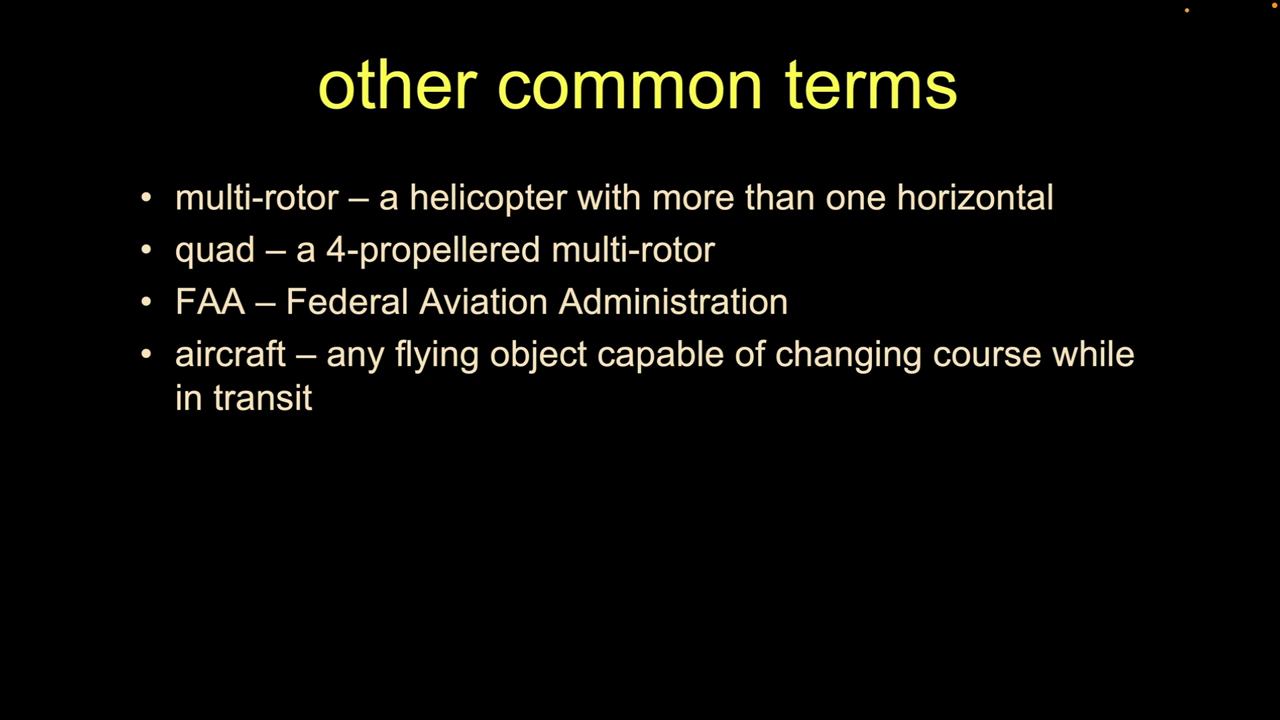 other common terms
• multi-rotor – a helicopter with more than one horizontal
• quad – a 4-propellered multi-rotor
• FAA – Federal Aviation Administration
• aircraft – any flying object capable of changing course while
in transit